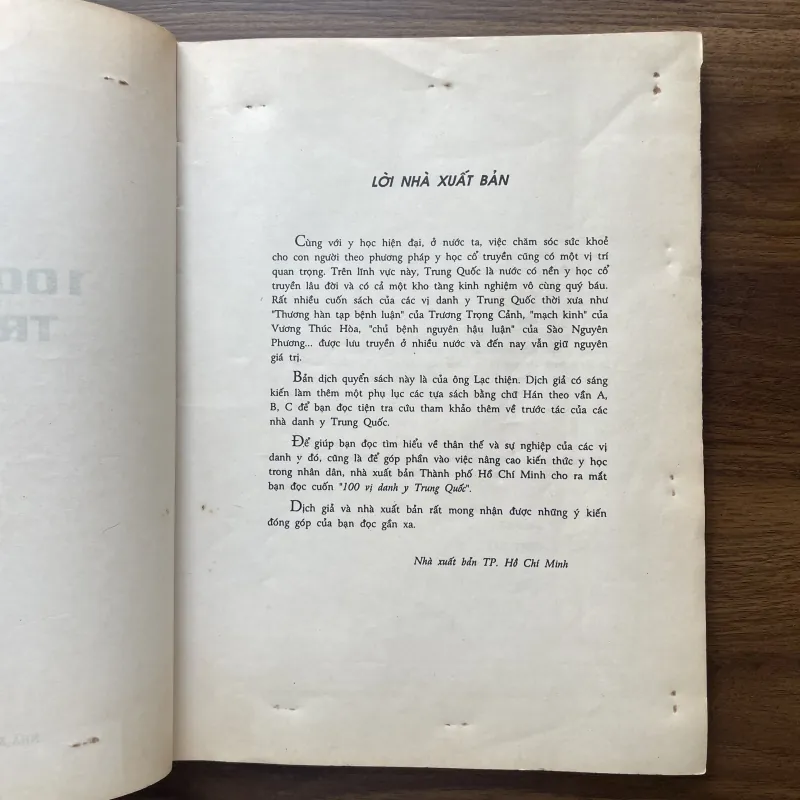 LỜI NHÀ XUẤT BẢN
Cùng với y học hiện đại, ở nước ta, việc chăm sóc sức khoẻ
cho con người theo phương pháp y học cổ truyền cũng có một vị trí
quan trọng. Trên lĩnh vực này, Trung Quốc là nước có nền y học cổ
truyền lâu đời và có cả một kho tàng kinh nghiệm vô cùng quý báu.
Rất nhiều cuốn sách của các vị danh y Trung Quốc thời xưa như
"Thương hàn tạp bệnh luận" của Trương Trọng Cảnh, "mạch kinh" của
Vương Thúc Hòa, "chủ bệnh nguyên hậu luận" của Sào Nguyên
Phương... được lưu truyền ở nhiều nước và đến nay vẫn giữ nguyên
giá trị.
Bản dịch quyển sách này là của ông Lạc thiện. Dịch giả có sáng
kiến làm thêm một phụ lục các tựa sách bằng chữ Hán theo vần A,
B, C để bạn đọc tiện tra cứu tham khảo thêm về trước tác của các
nhà danh y Trung Quốc.
Để giúp bạn đọc tìm hiểu về thân thế và sự nghiệp của các vị
danh y đó, cũng là để góp phần vào việc nâng cao kiến thức y học
trong nhân dân, nhà xuất bản Thành phố Hồ Chí Minh cho ra mắt
bạn đọc cuốn "100 vị danh y Trung Quốc".
Dịch giả và nhà xuất bản rất mong nhận được những ý kiến
đóng góp của bạn đọc gần xa.
Nhà xuất bản TP. Hồ Chí Minh